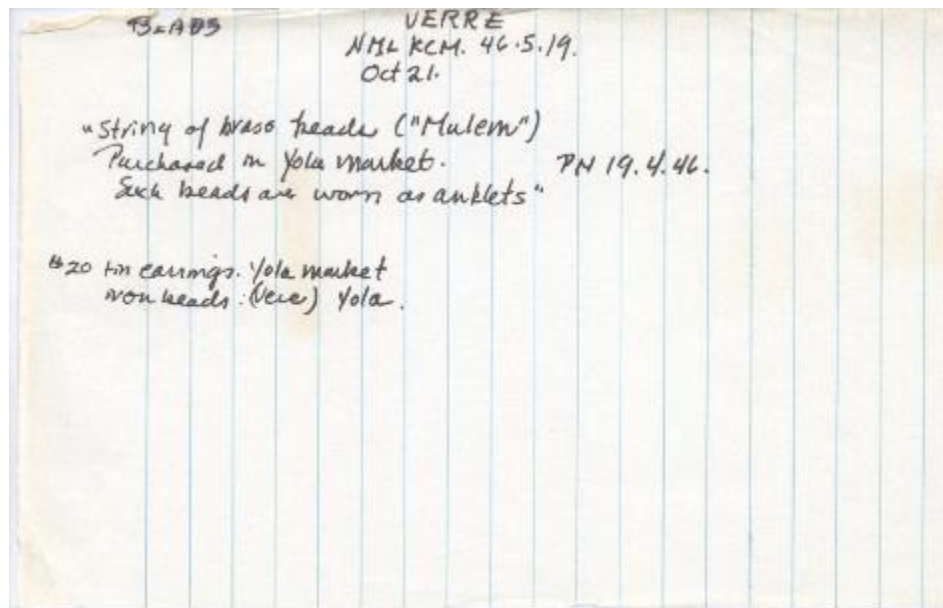 BEADS
VERRE
NML KCM. 46.5.19.
Oct 21.
"String of brass beads ("Mulem")
Purchased in Yola market. PN 19.4.46.
Such beads are worn as anklets"
#20 tin earrings. Yola market
iron beads: (Vere) Yola.